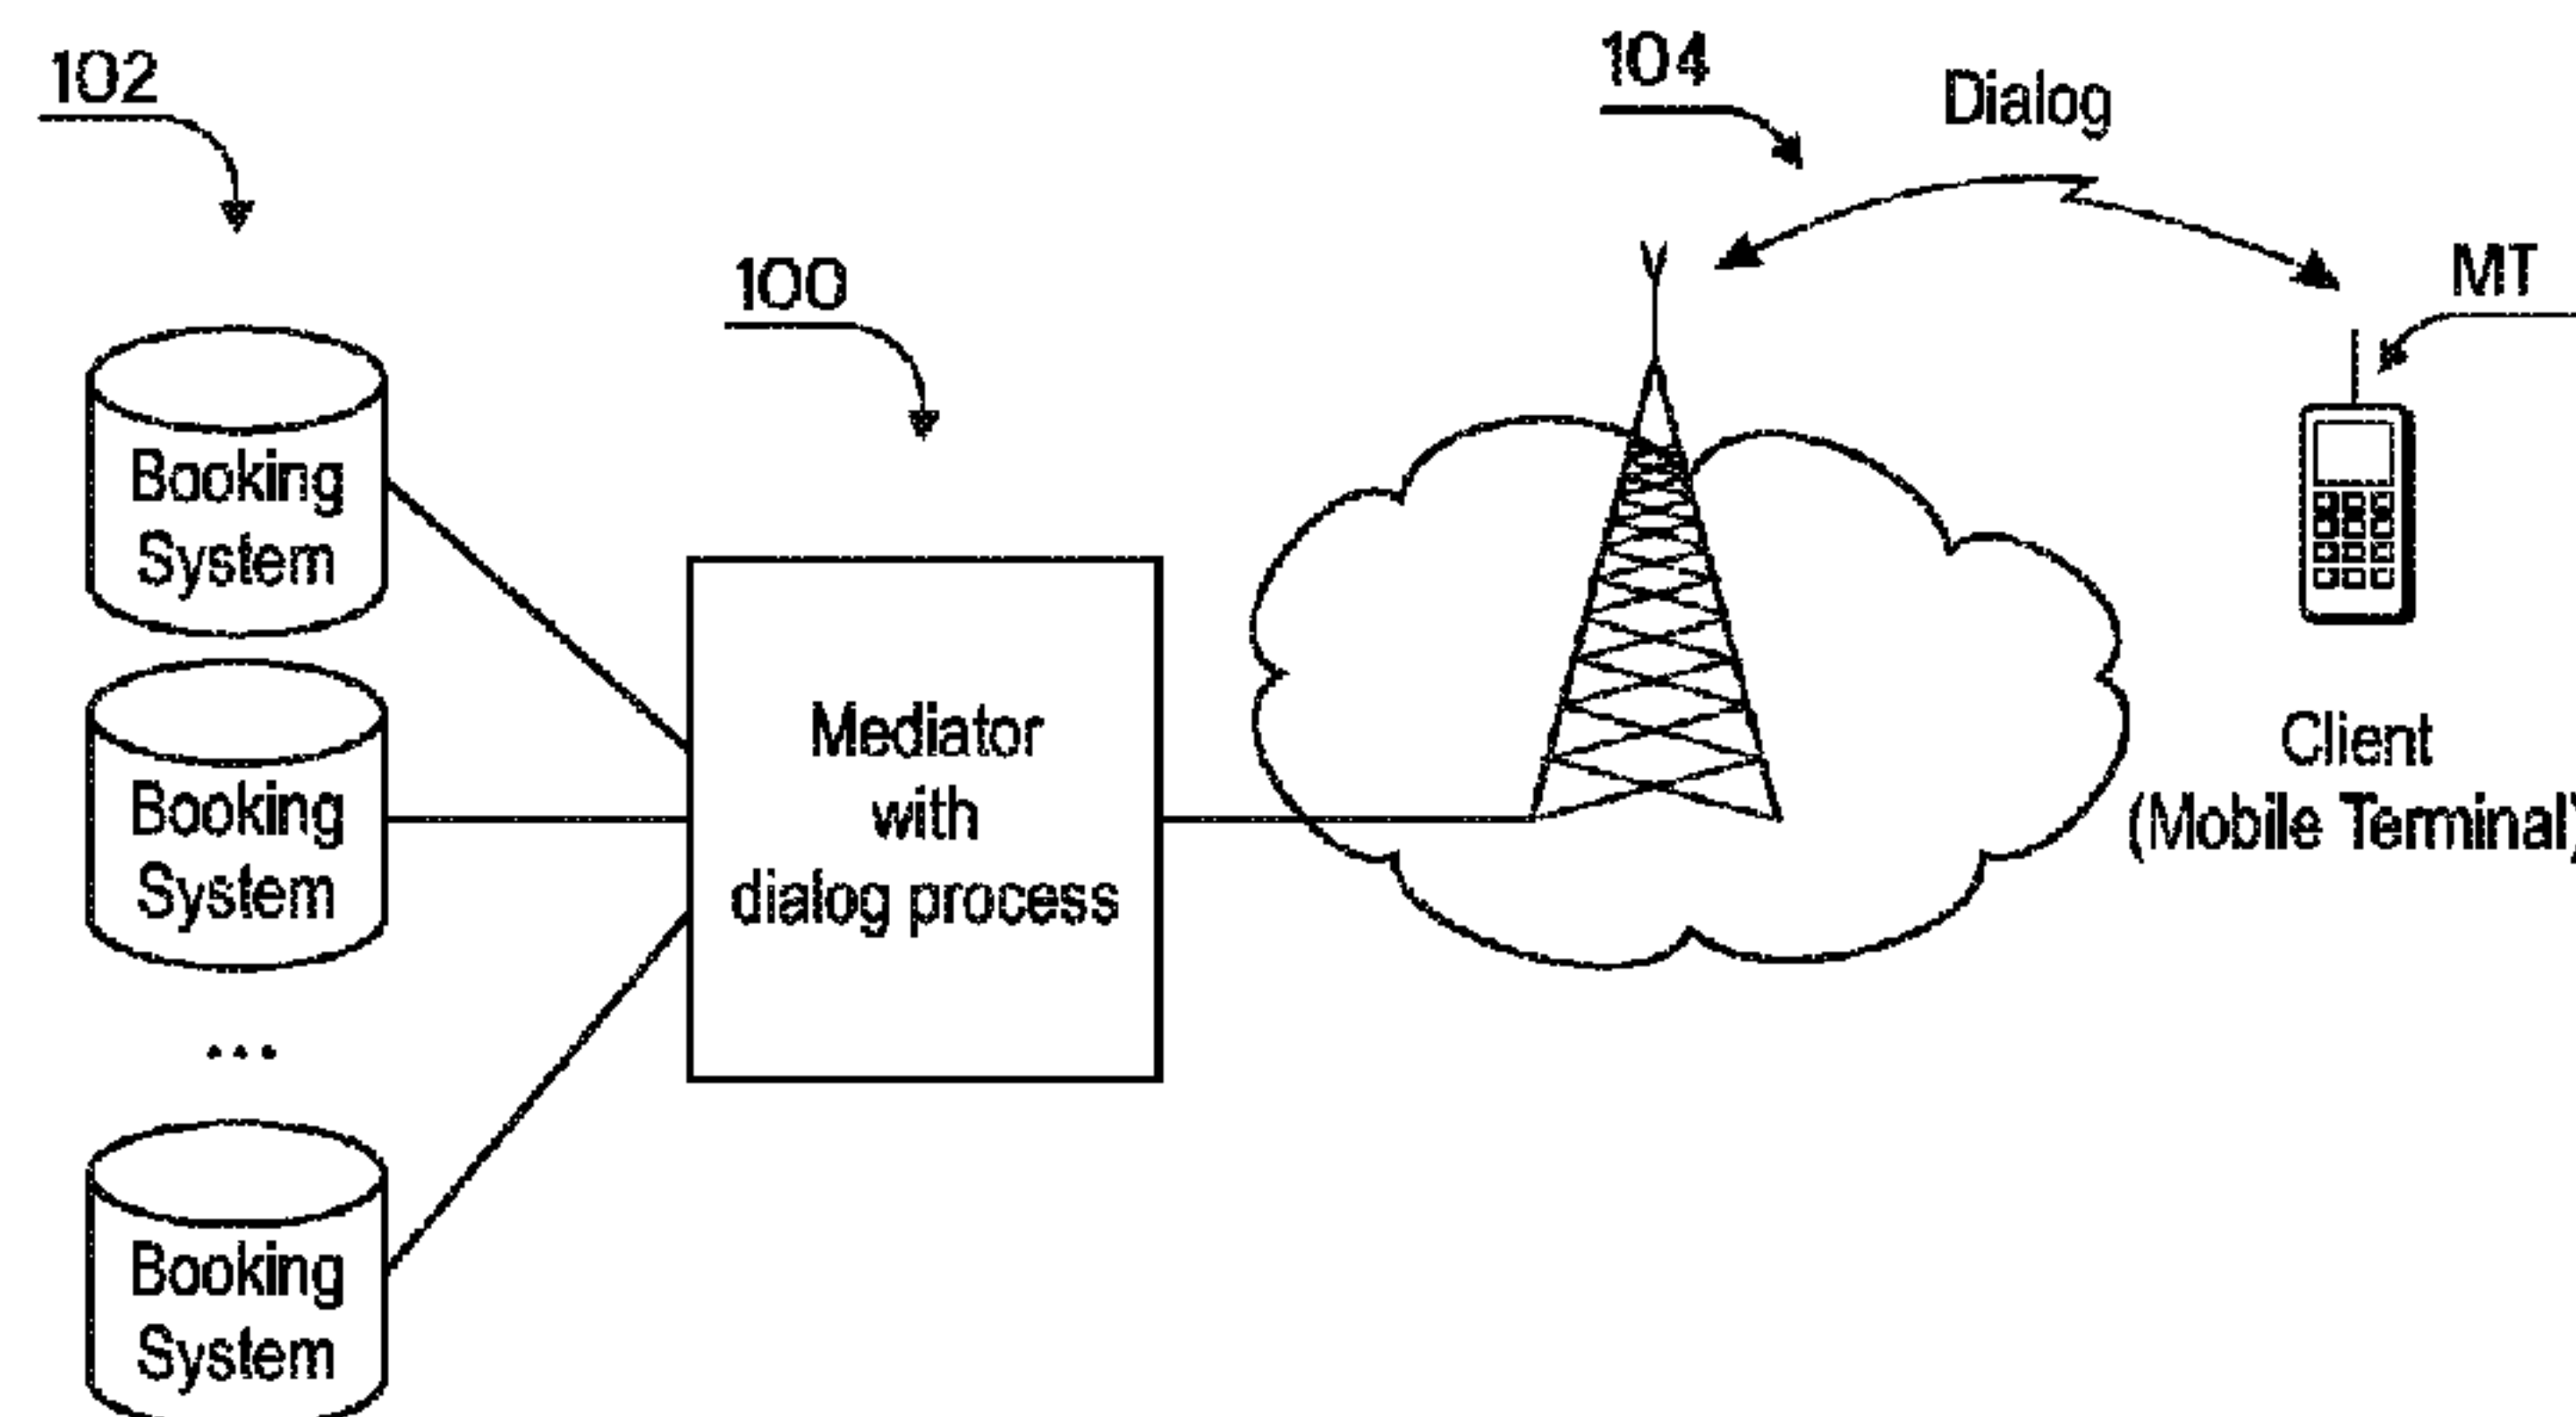 102
104
Dialog
100
MT
Booking
System
Booking
System
...
Booking
System
Mediator
with
dialog process
Client
(Mobile Terminal)